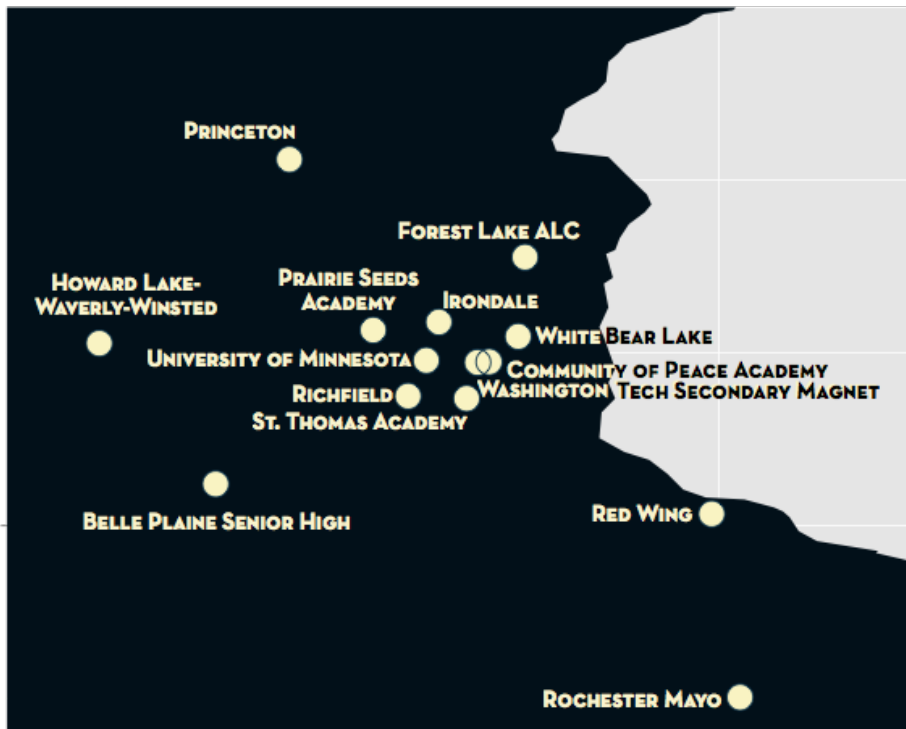 PRINCETON
FOREST LAKE ALC
HOWARD LAKE-
WAVERLY-WINSTED
PRAIRIE SEEDS
ACADEMY
IRONDALE
WHITE BEAR LAKE
UNIVERSITY OF MINNESOTA
COMMUNITY OF PEACE ACADEMY
RICHFIELD
WASHINGTON TECH SECONDARY MAGNET
ST. THOMAS ACADEMY
BELLE PLAINE SENIOR HIGH
RED WING
ROCHESTER MAYO